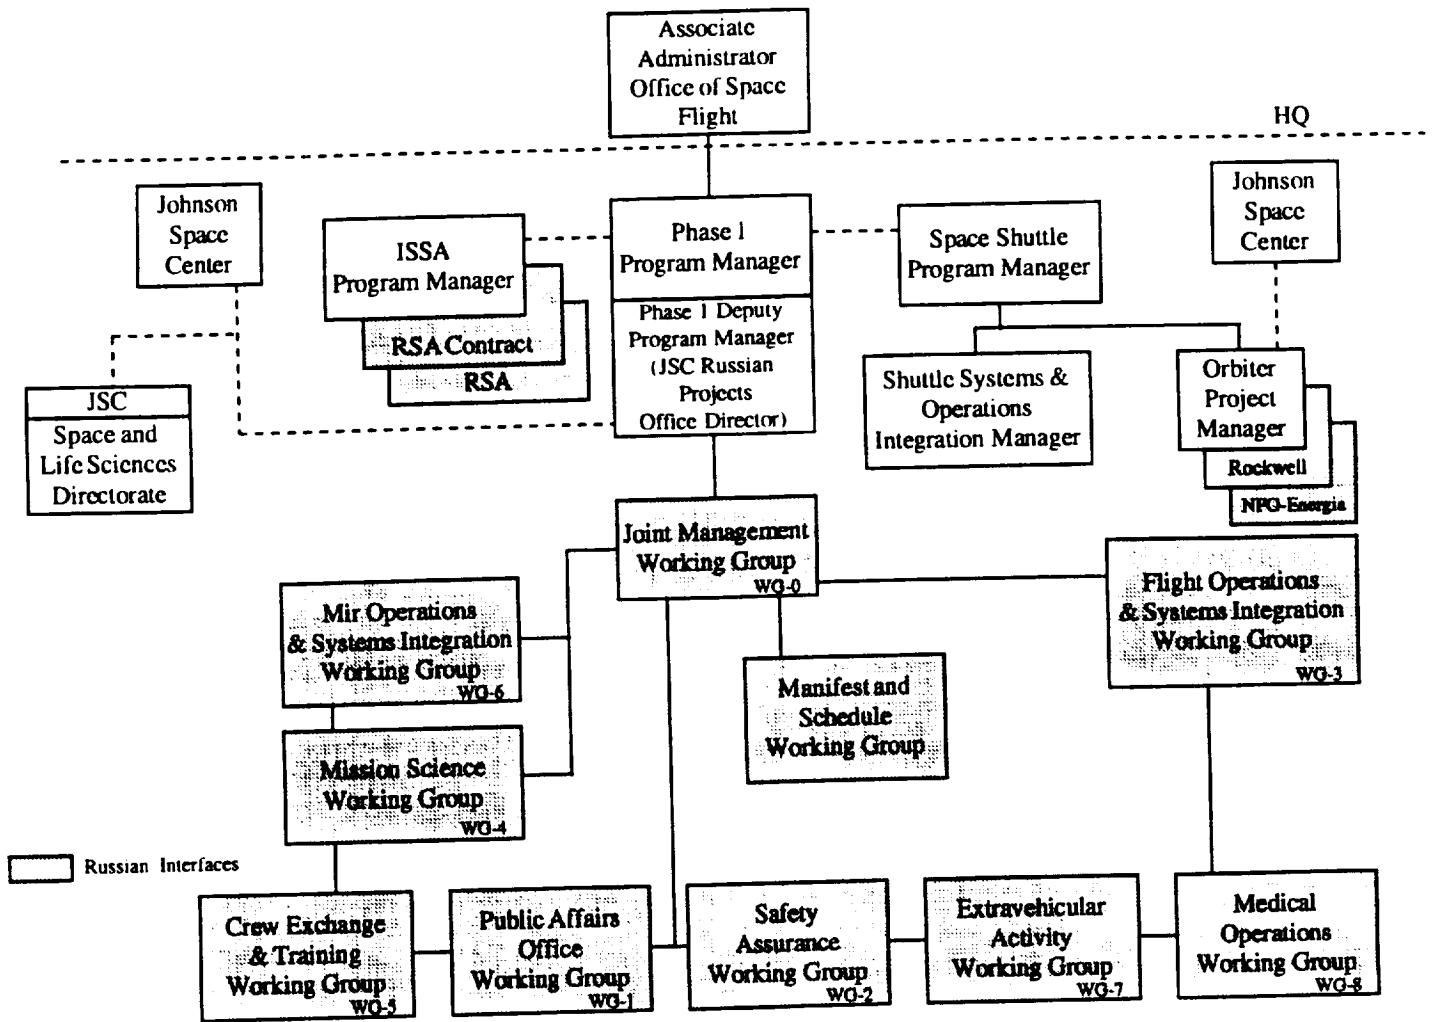 Associate
Administrator
Office of Space
Flight
HQ
Johnson
Space
Center
ISSA
Program Manager
RSA Contract
RSA
Phase 1
Program Manager
Phase 1 Deputy
Program Manager
(JSC Russian
Projects
Office Director)
Space Shuttle
Program Manager
Johnson
Space
Center
JSC
Space and
Life Sciences
Directorate
Shuttle Systems &
Operations
Integration Manager
Orbiter
Project
Manager
Rockwell
NPO-Energia
Joint Management
Working Group
WG-0
Mir Operations
& Systems Integration
Working Group
WG-6
Flight Operations
& Systems Integration
Working Group
WG-3
Manifest and
Schedule
Working Group
Mission Science
Working Group
WG-4
Russian Interfaces
Crew Exchange
& Training
Working Group
WG-5
Public Affairs
Office
Working Group
WG-1
Safety
Assurance
Working Group
WG-2
Extravehicular
Activity
Working Group
WG-7
Medical
Operations
Working Group
WG-8